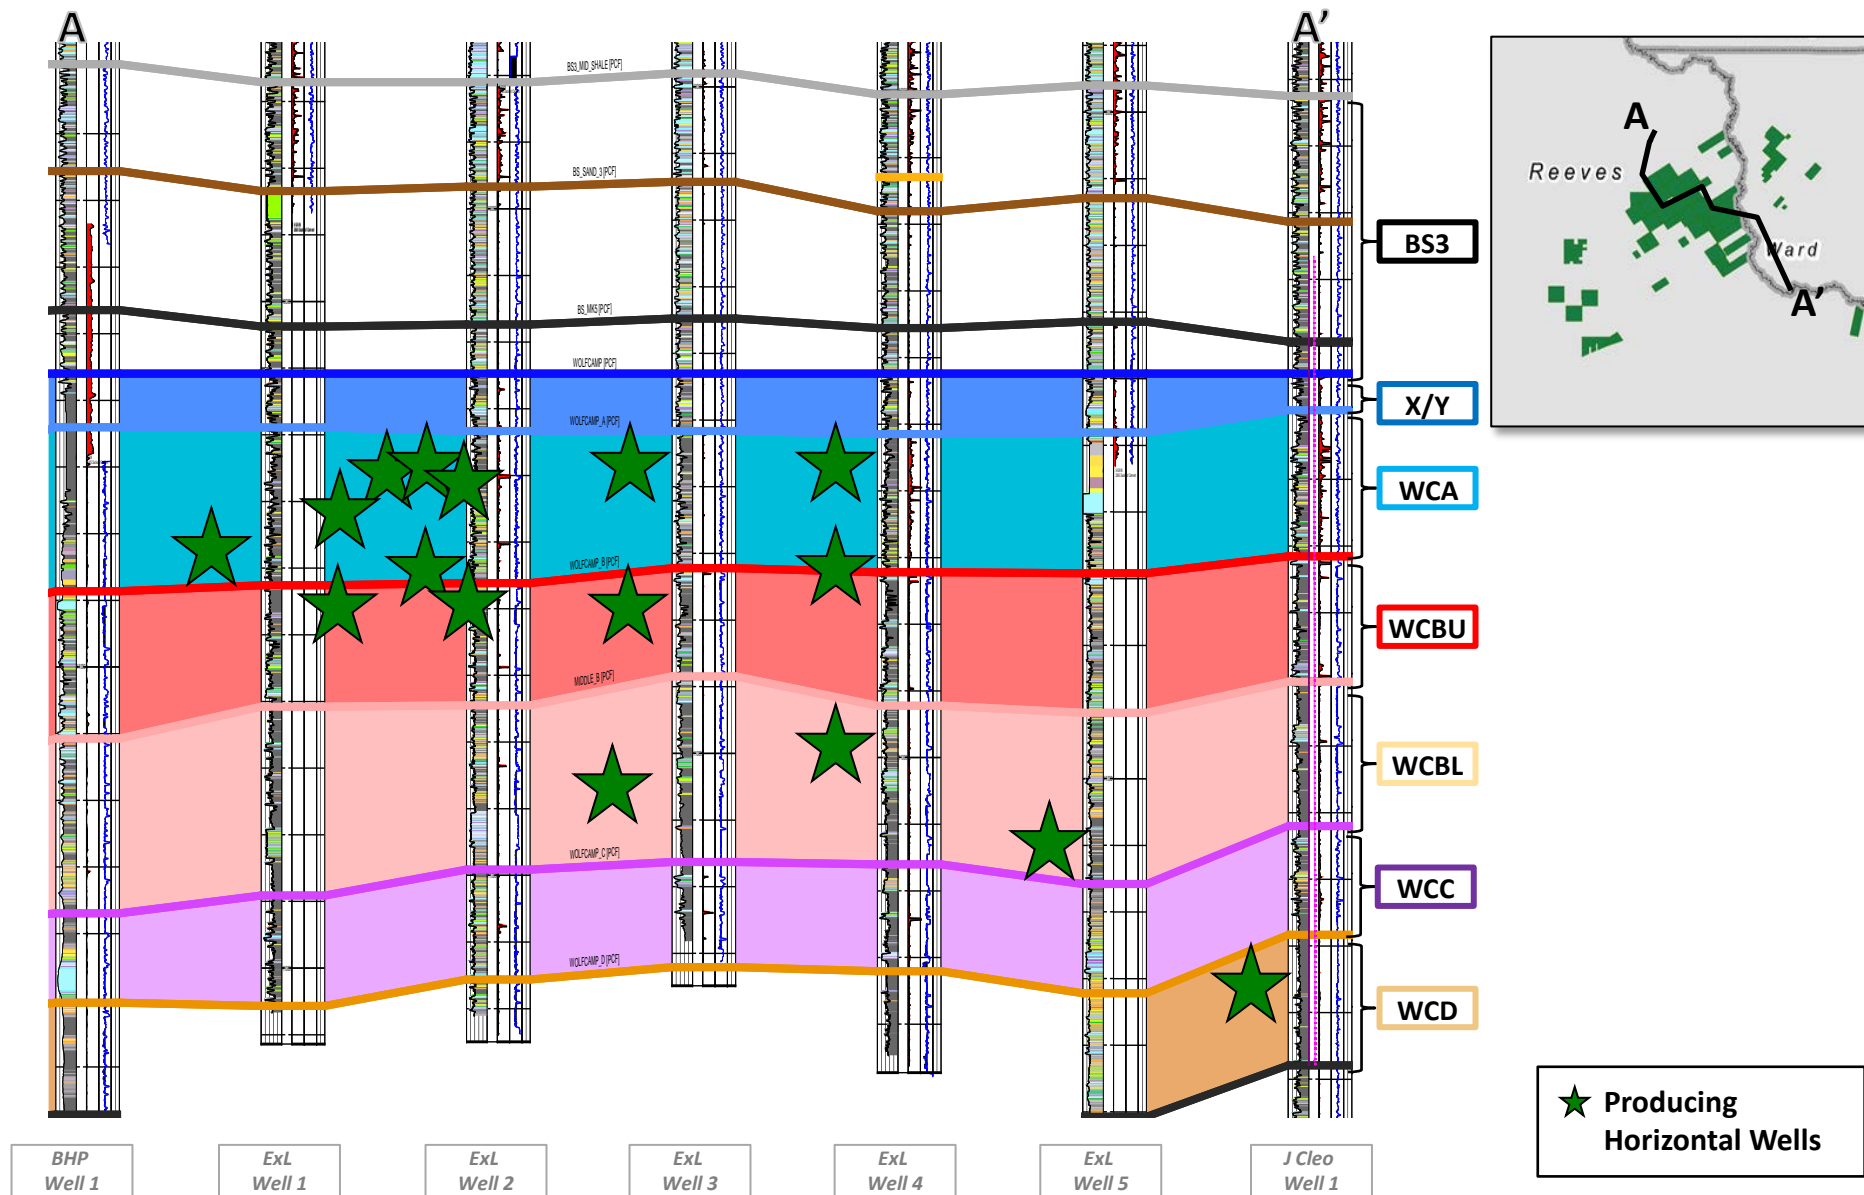 A
A'
BS3_MID_SHALE [PCF]
BS_SAND_3 [PCF]
BS_MK5 [PCF]
WOLFCAMP [PCF]
WOLFCAMP_A [PCF]
WOLFCAMP_B [PCF]
MIDDLE_B [PCF]
WOLFCAMP_C [PCF]
WOLFCAMP_D [PCF]
BS3
X/Y
WCA
WCBU
WCBL
WCC
WCD
A
Reeves
Ward
A'
Producing
Horizontal Wells
BHP
Well 1
ExL
Well 1
ExL
Well 2
ExL
Well 3
ExL
Well 4
ExL
Well 5
J Cleo
Well 1